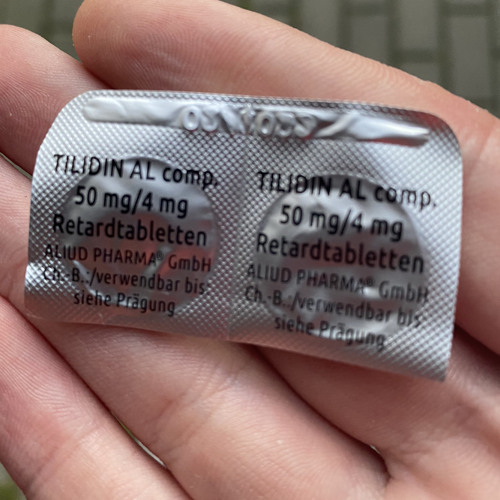 TILIDIN AL comp.
50 mg/4 mg
Retardtabletten
ALIUD PHARMA® GmbH
Ch.-B.:/verwendbar bis:
siehe Prägung
TILIDIN AL comp.
50 mg/4 mg
Retardtabletten
ALIUD PHARMA® GmbH
Ch.-B.:/verwendbar bis:
siehe Prägung